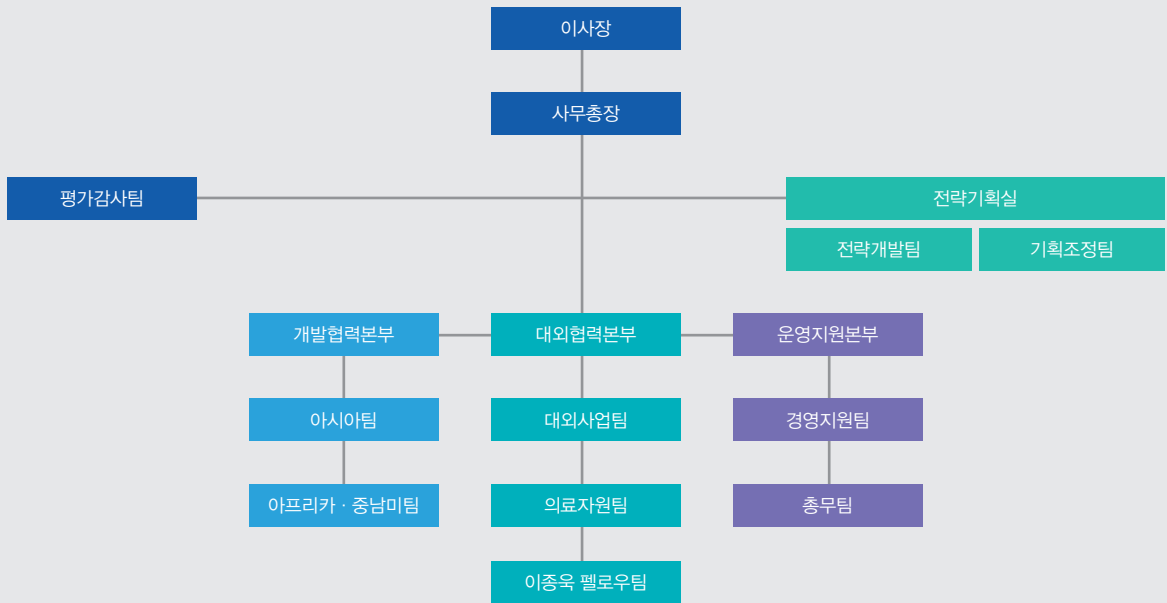 이사장
사무총장
평가감사팀
전략기획실
전략개발팀
기획조정팀
개발협력본부
대외협력본부
운영지원본부
아시아팀
대외사업팀
경영지원팀
아프리카 · 중남미팀
의료자원팀
총무팀
이종욱 펠로우팀